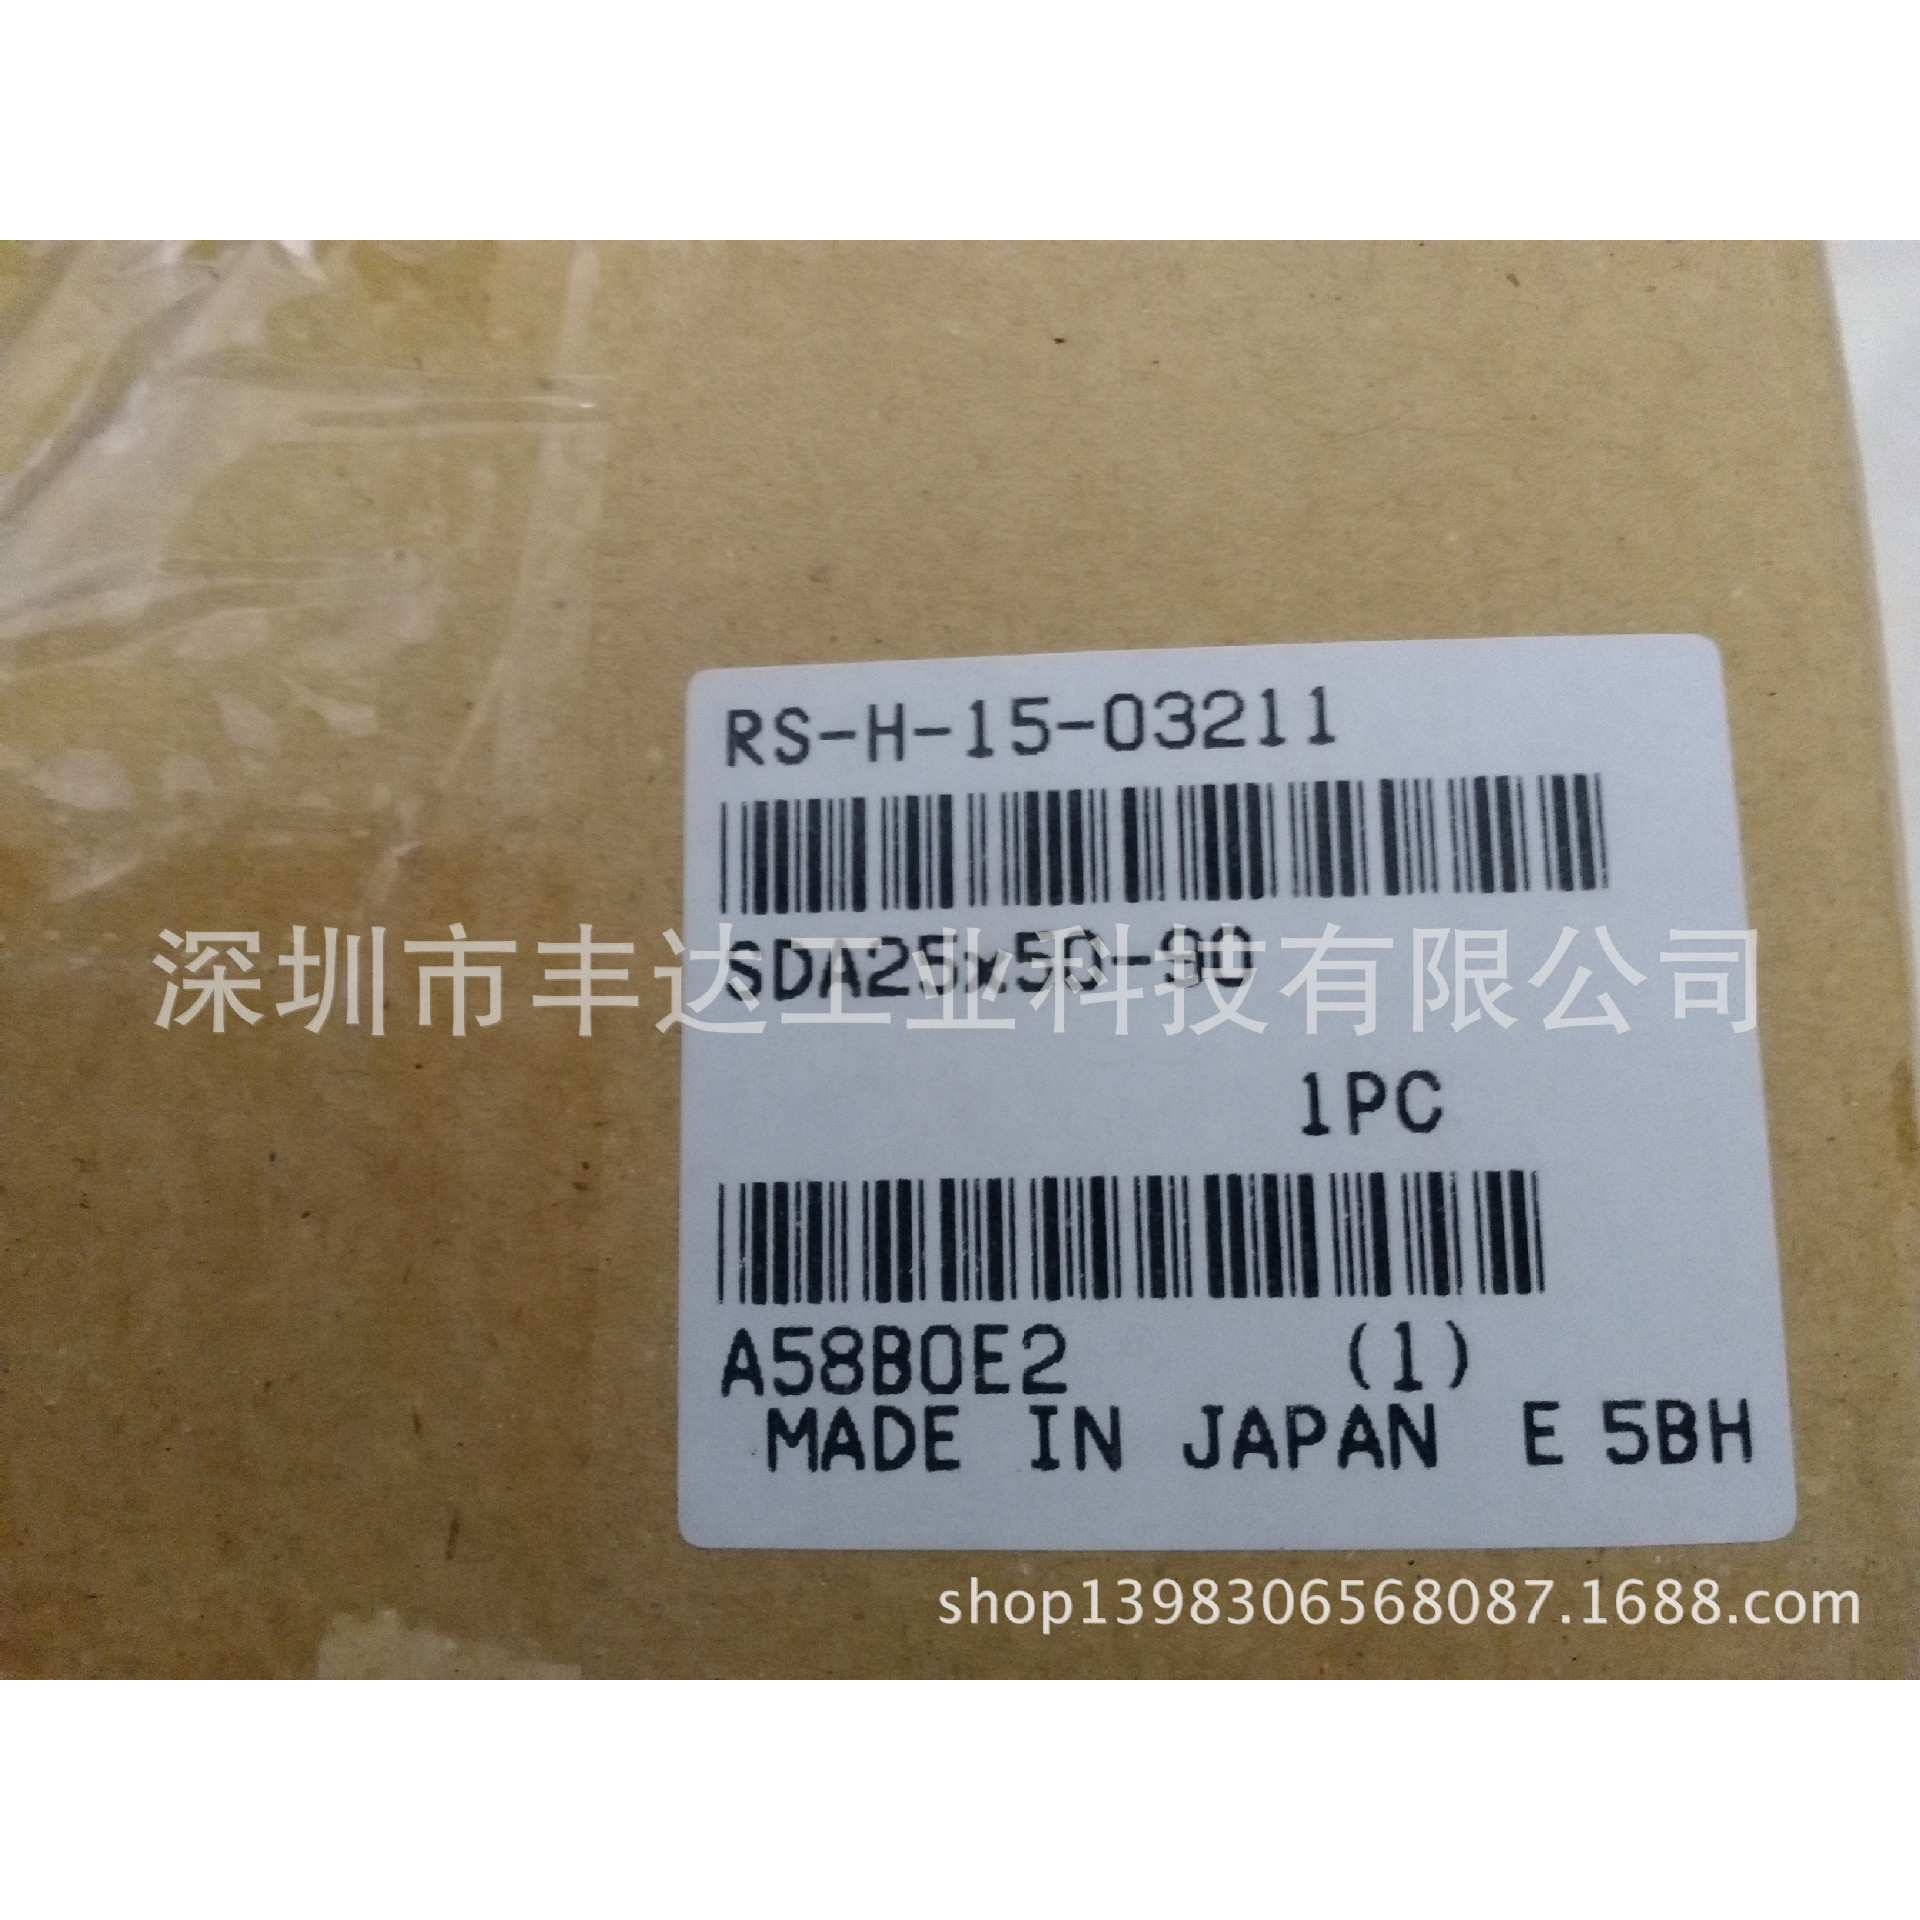 RS-H-15-03211
SDA25x50-90
深圳市丰达工业科技有限公司
1PC
A58B0E2 (1)
MADE IN JAPAN E 5BH
shop1398306568087.1688.com